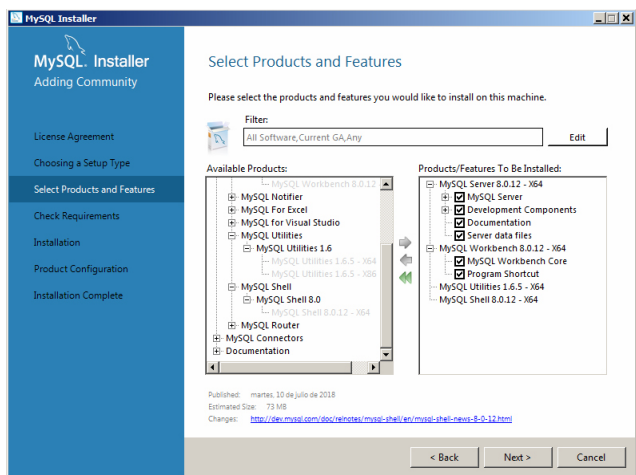 MySQL Installer
MySQL. Installer
Adding Community
License Agreement
Choosing a Setup Type
Select Products and Features
Check Requirements
Installation
Product Configuration
Installation Complete
Select Products and Features
Please select the products and features you would like to install on this machine.
Filter:
All Software,Current GA,Any
Edit
Available Products:
MySQL Workbench 8.0.12
MySQL Notifier
MySQL For Excel
MySQL for Visual Studio
MySQL Utilities
MySQL Utilities 1.6
MySQL Utilities 1.6.5 - X64
MySQL Utilities 1.6.5 - X86
MySQL Shell
MySQL Shell 8.0
MySQL Shell 8.0.12 - X64
MySQL Router
MySQL Connectors
Documentation
Products/Features To Be Installed:
MySQL Server 8.0.12 - X64
MySQL Server
Development Components
Documentation
Server data files
MySQL Workbench 8.0.12 - X64
MySQL Workbench Core
Program Shortcut
MySQL Utilities 1.6.5 - X64
MySQL Shell 8.0.12 - X64
Published: martes, 10 de julio de 2018
Estimated Size: 73 MB
Changes: http://dev.mysql.com/doc/relnotes/mysql-shell/en/mysql-shell-news-8-0-12.html
< Back
Next >
Cancel